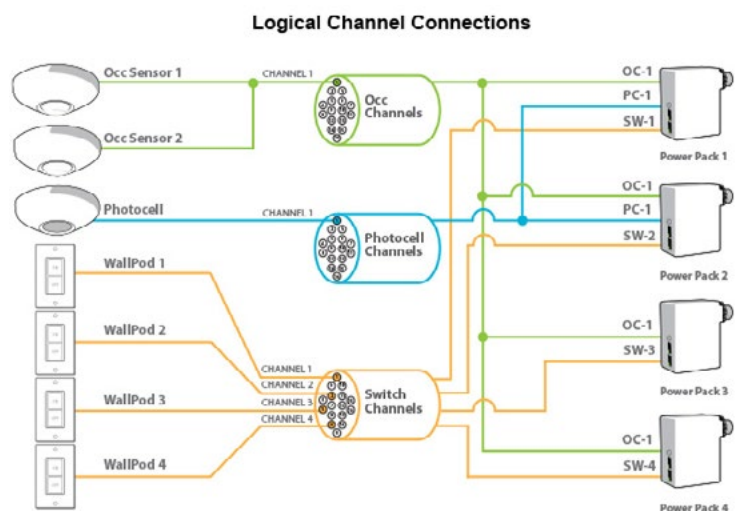 Logical Channel Connections
Occ Sensor 1
CHANNEL 1
Occ Channels
OC-1
PC-1
SW-1
Power Pack 1
Occ Sensor 2
Photocell
CHANNEL 1
Photocell Channels
OC-1
PC-1
SW-2
Power Pack 2
WallPod 1
WallPod 2
WallPod 3
WallPod 4
CHANNEL 1
CHANNEL 2
CHANNEL 3
CHANNEL 4
Switch Channels
OC-1
SW-3
Power Pack 3
OC-1
SW-4
Power Pack 4